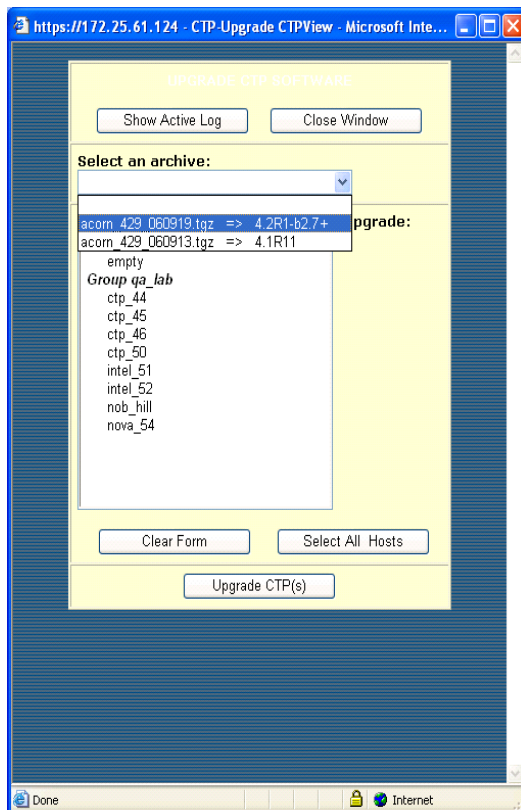 https://172.25.61.124 - CTP-Upgrade CTPView - Microsoft Inte...
UPGRADE CTP SOFTWARE
Show Active Log Close Window
Select an archive:
acorn_429_060919.tgz => 4.2R1-b2.7+
pgrade:
acorn_429_060913.tgz => 4.1R11
empty
Group qa_lab
ctp_44
ctp_45
ctp_46
ctp_50
intel_51
intel_52
nob_hill
nova_54
Clear Form Select All Hosts
Upgrade CTP(s)
Done Internet